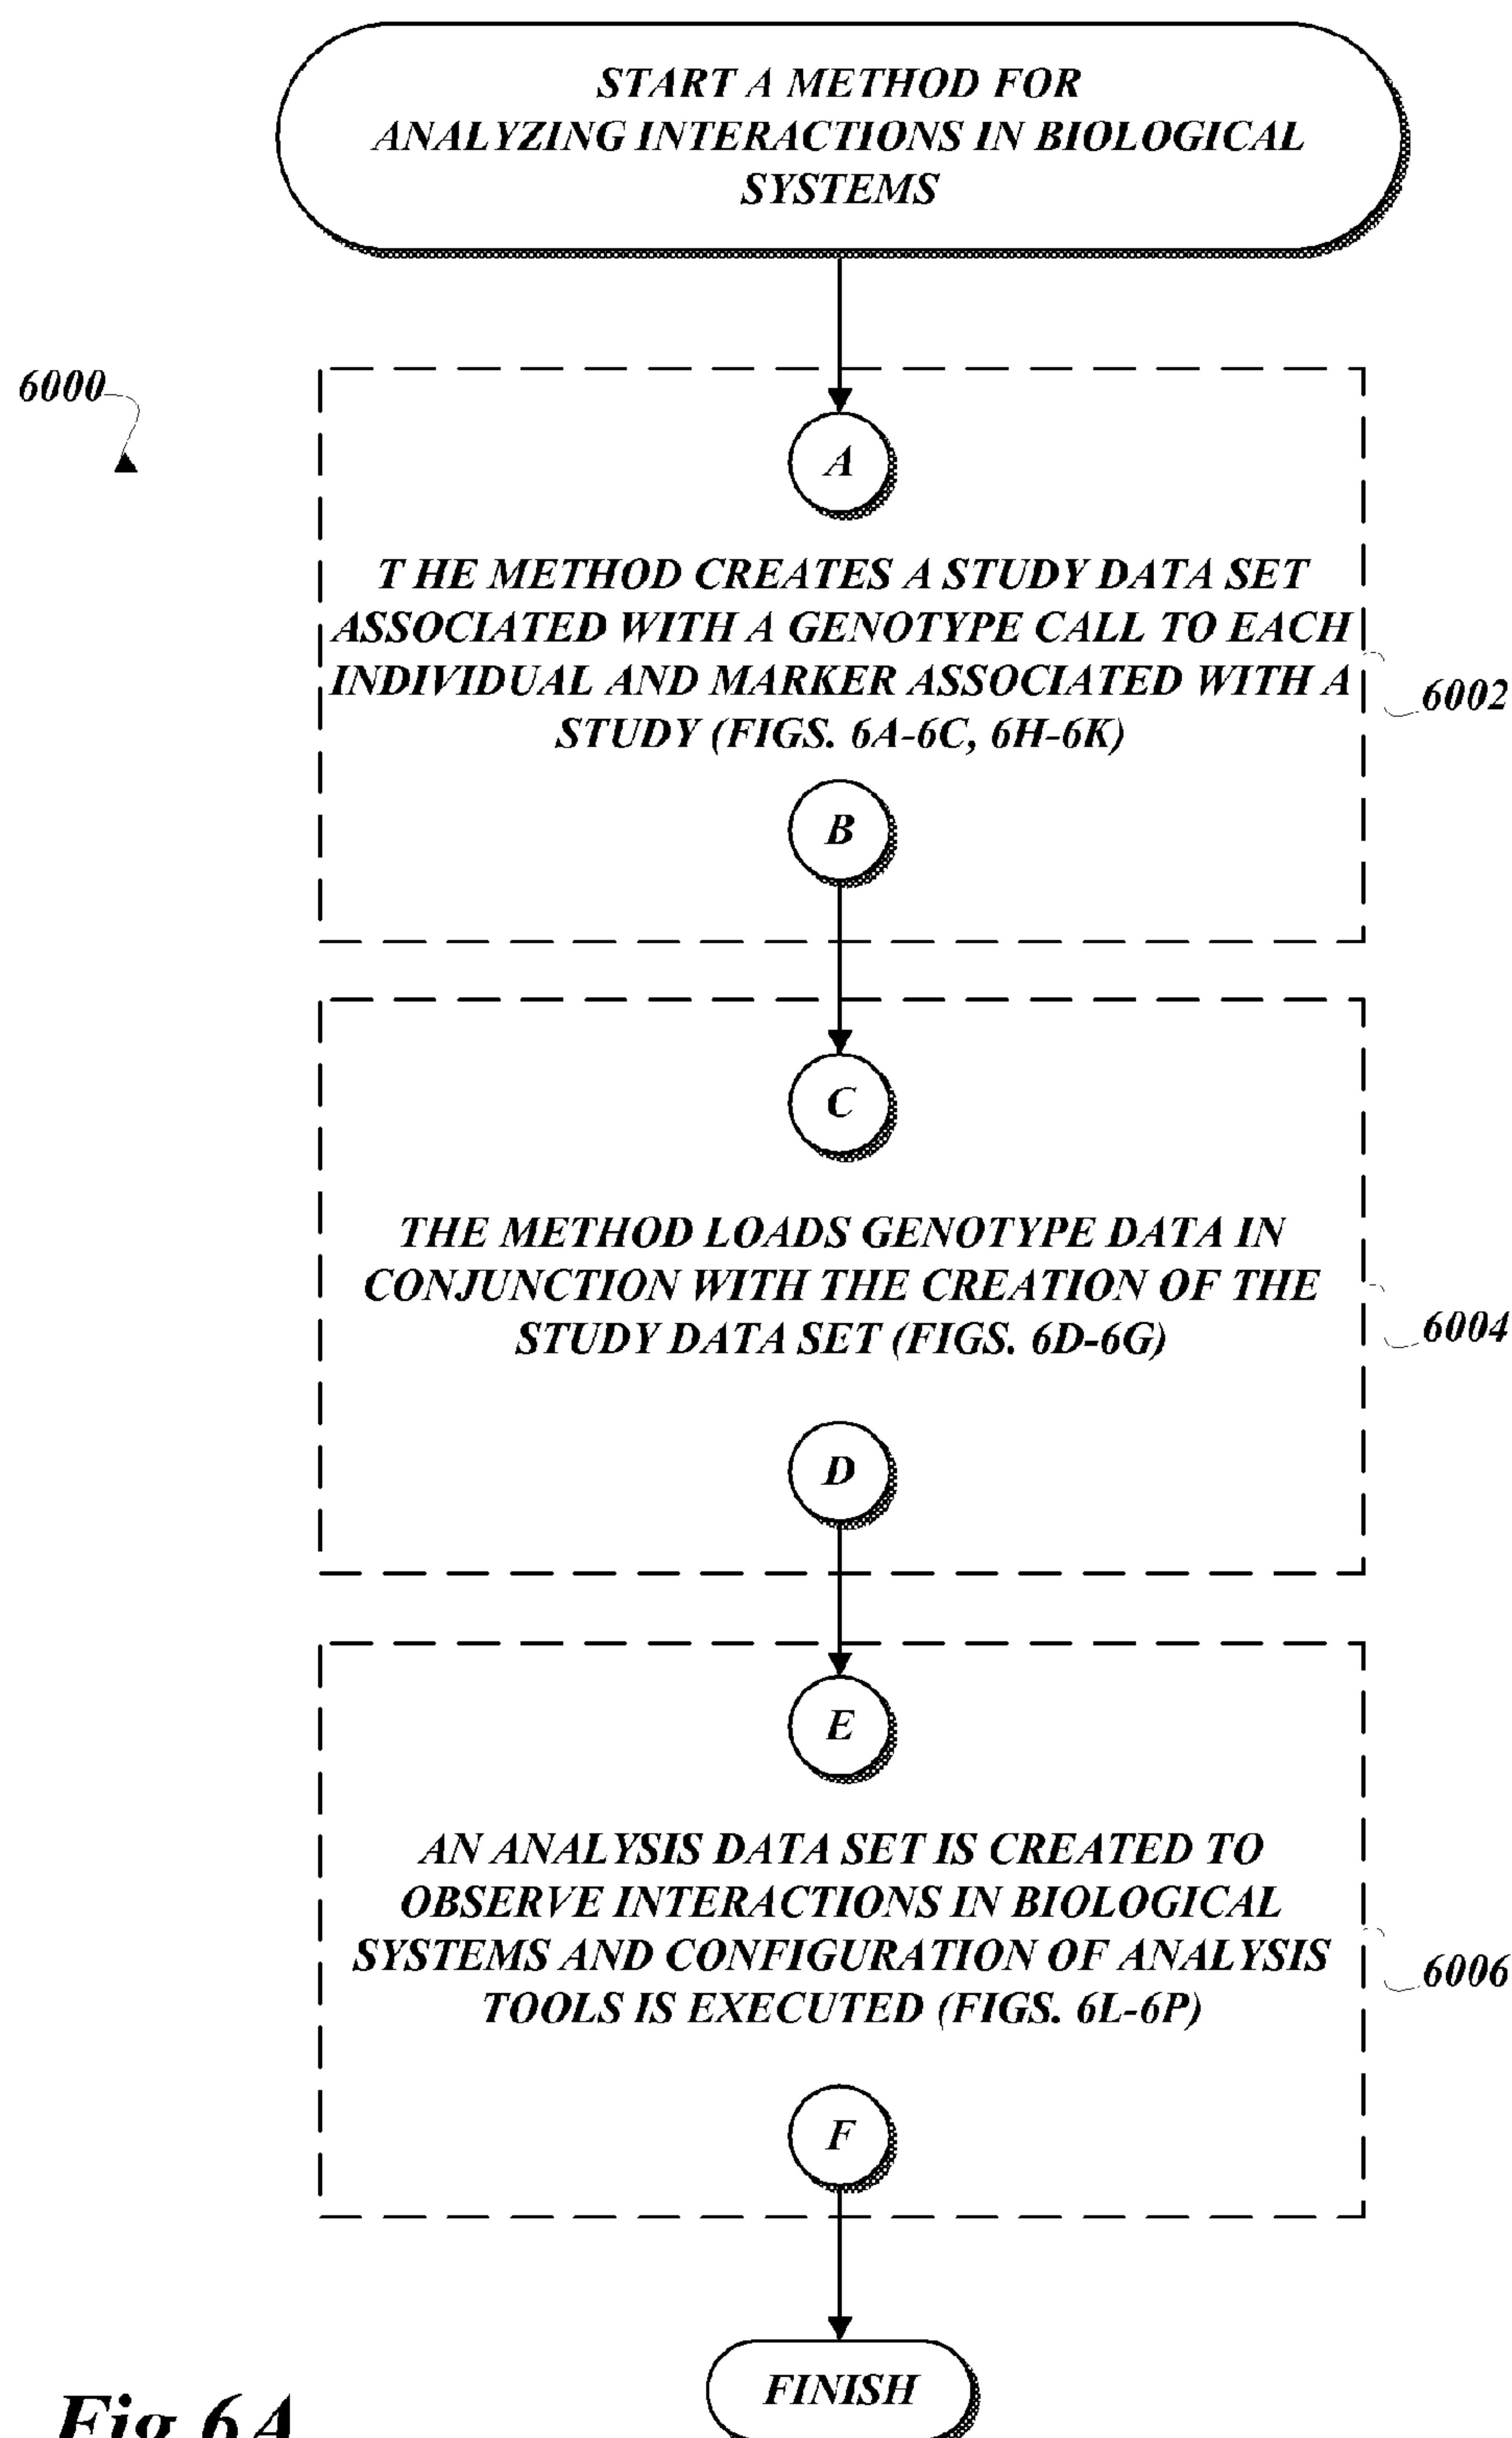 START A METHOD FOR
ANALYZING INTERACTIONS IN BIOLOGICAL
SYSTEMS
6000
A
T HE METHOD CREATES A STUDY DATA SET
ASSOCIATED WITH A GENOTYPE CALL TO EACH
INDIVIDUAL AND MARKER ASSOCIATED WITH A
STUDY (FIGS. 6A-6C, 6H-6K)
6002
B
C
THE METHOD LOADS GENOTYPE DATA IN
CONJUNCTION WITH THE CREATION OF THE
STUDY DATA SET (FIGS. 6D-6G)
6004
D
E
AN ANALYSIS DATA SET IS CREATED TO
OBSERVE INTERACTIONS IN BIOLOGICAL
SYSTEMS AND CONFIGURATION OF ANALYSIS
TOOLS IS EXECUTED (FIGS. 6L-6P)
6006
F
FINISH
Fig.6A